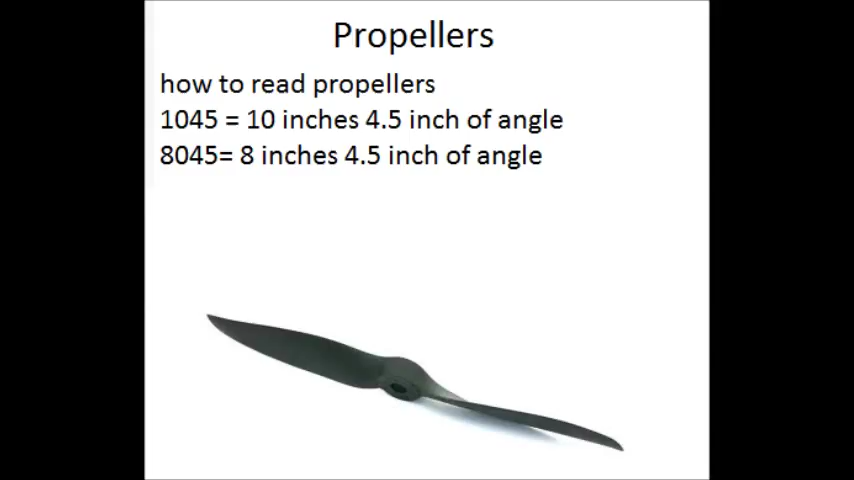 Propellers
how to read propellers
1045 = 10 inches 4.5 inch of angle
8045= 8 inches 4.5 inch of angle